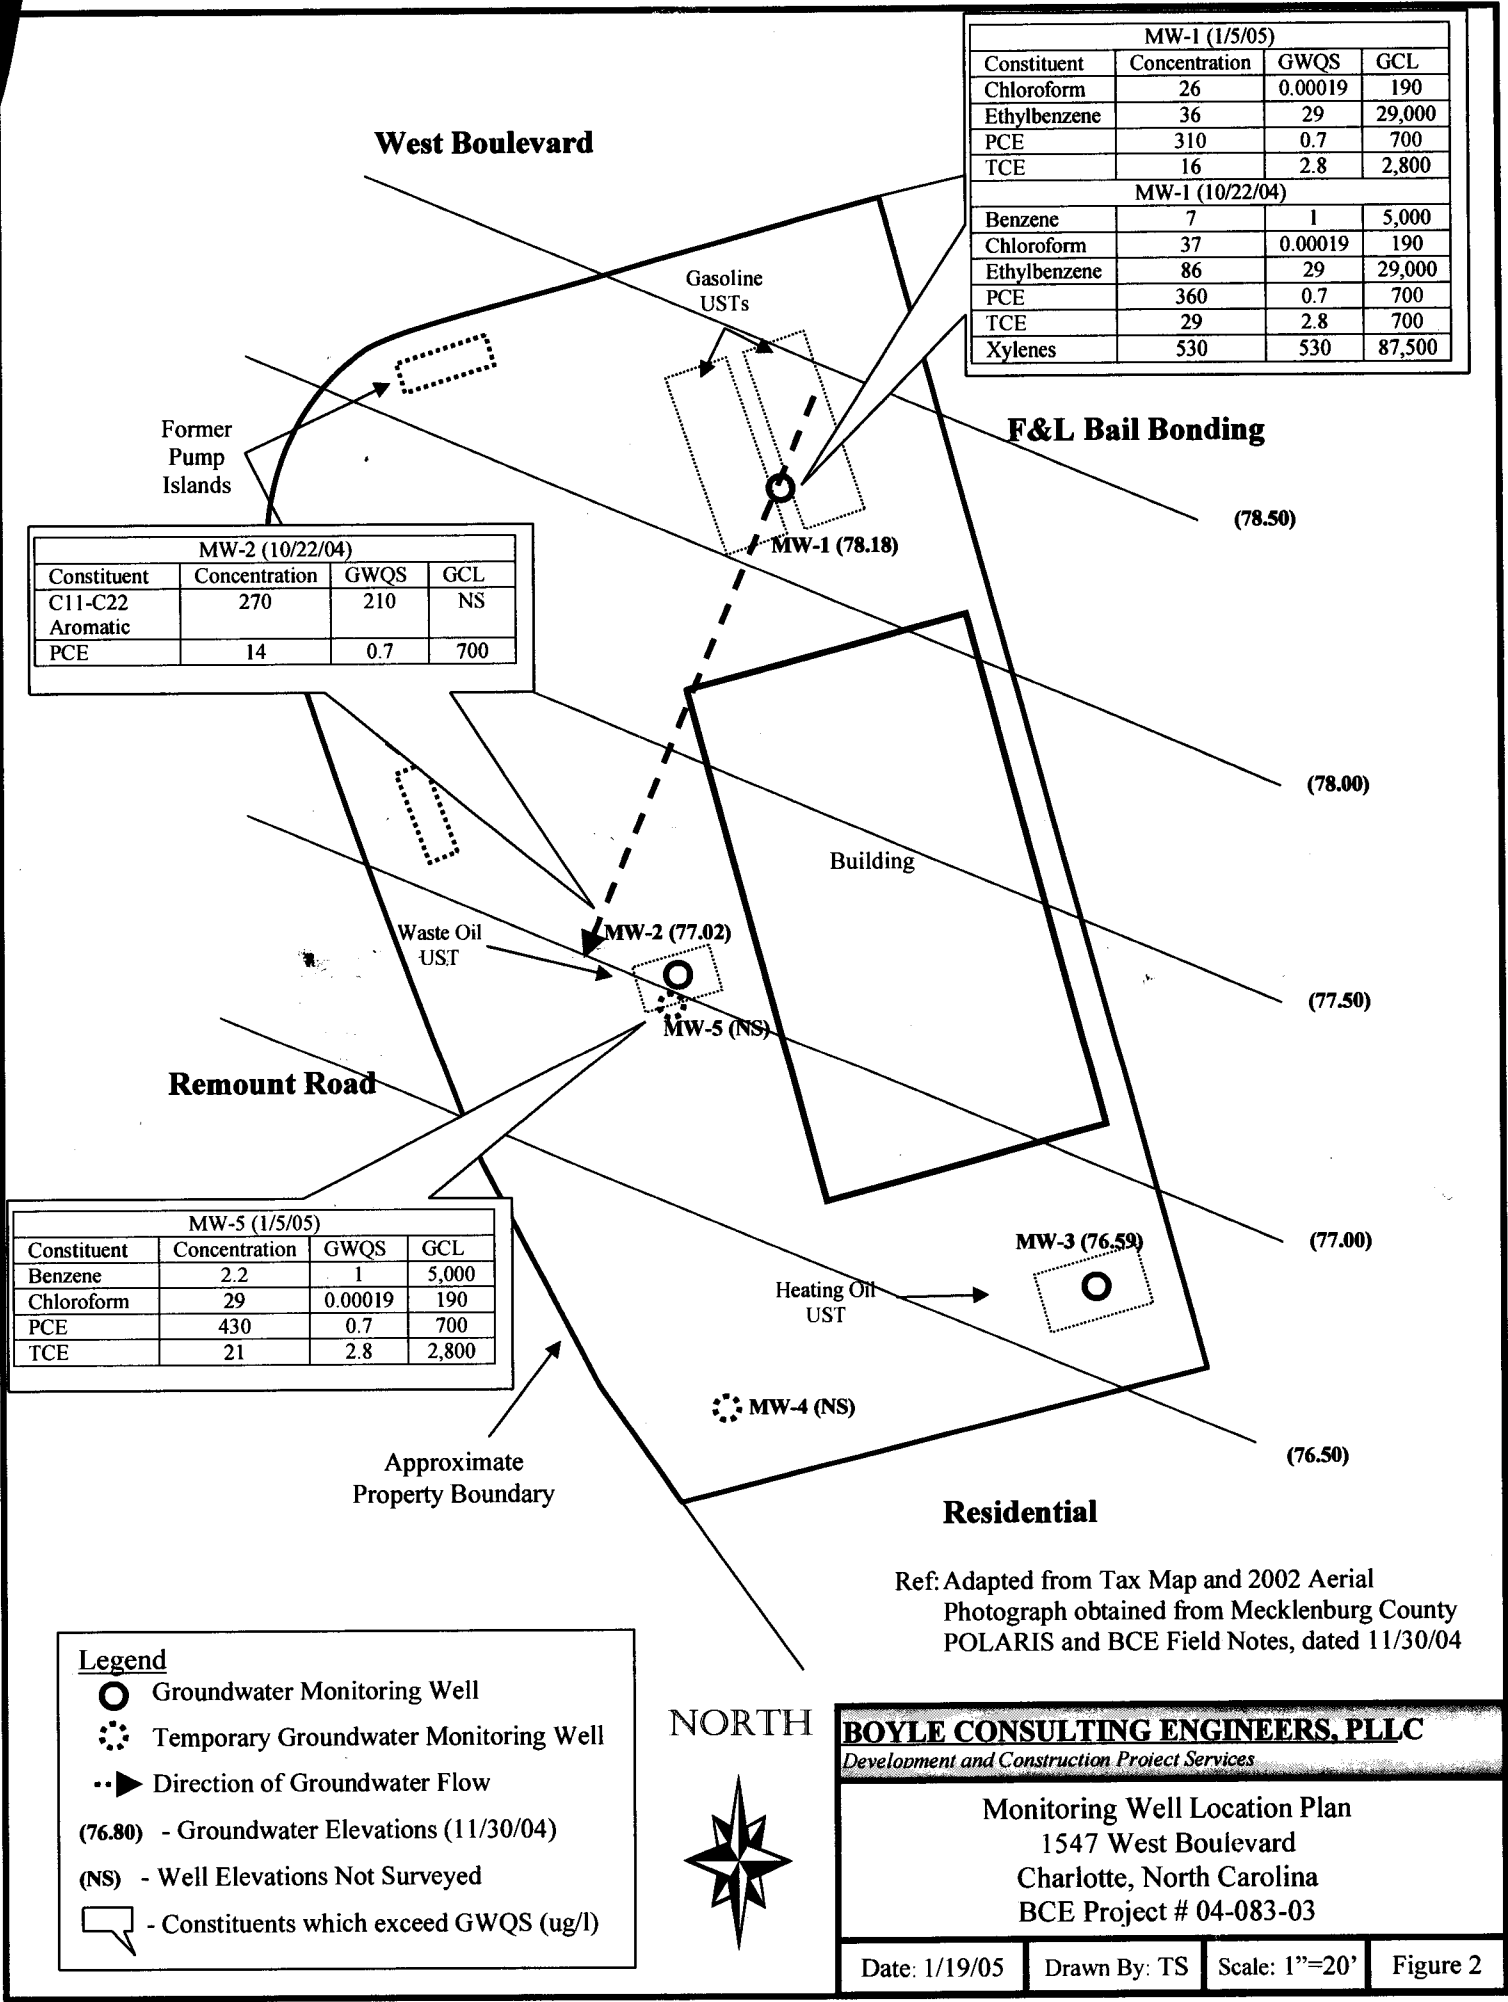 MW-1 (1/5/05)
Constituent Concentration GWQS GCL
Chloroform 26 0.00019 190
Ethylbenzene 36 29 29,000
PCE 310 0.7 700
TCE 16 2.8 2,800
MW-1 (10/22/04)
Benzene 7 1 5,000
Chloroform 37 0.00019 190
Ethylbenzene 86 29 29,000
PCE 360 0.7 700
TCE 29 2.8 700
Xylenes 530 530 87,500
West Boulevard
Gasoline
USTs
Former
Pump
Islands
F&L Bail Bonding
(78.50)
MW-1 (78.18)
MW-2 (10/22/04)
Constituent Concentration GWQS GCL
C11-C22 270 210 NS
Aromatic
PCE 14 0.7 700
(78.00)
Building
Waste Oil
UST
MW-2 (77.02)
(77.50)
MW-5 (NS)
Remount Road
MW-5 (1/5/05)
Constituent Concentration GWQS GCL
Benzene 2.2 1 5,000
Chloroform 29 0.00019 190
PCE 430 0.7 700
TCE 21 2.8 2,800
MW-3 (76.59)
(77.00)
Heating Oil
UST
MW-4 (NS)
(76.50)
Approximate
Property Boundary
Residential
Ref: Adapted from Tax Map and 2002 Aerial
Photograph obtained from Mecklenburg County
POLARIS and BCE Field Notes, dated 11/30/04
Legend
Groundwater Monitoring Well
Temporary Groundwater Monitoring Well
Direction of Groundwater Flow
(76.80) - Groundwater Elevations (11/30/04)
(NS) - Well Elevations Not Surveyed
- Constituents which exceed GWQS (ug/l)
NORTH
BOYLE CONSULTING ENGINEERS, PLLC
Development and Construction Project Services
Monitoring Well Location Plan
1547 West Boulevard
Charlotte, North Carolina
BCE Project # 04-083-03
Date: 1/19/05 Drawn By: TS Scale: 1”=20’ Figure 2